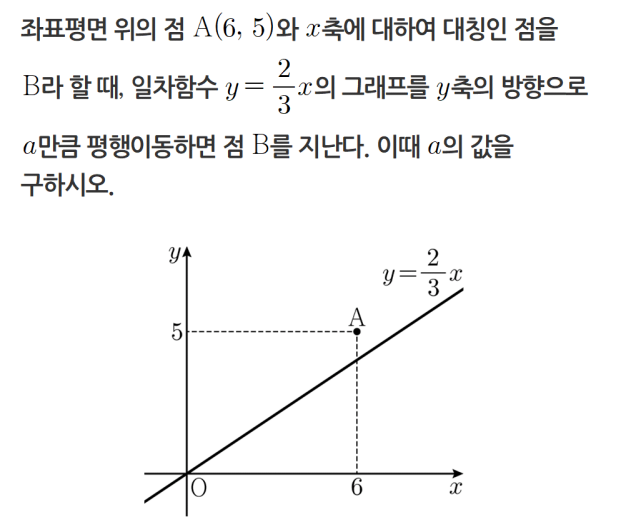 좌표평면 위의 점 A(6, 5)와 x축에 대하여 대칭인 점을
B라 할 때, 일차함수 y = 2/3 x의 그래프를 y축의 방향으로
a만큼 평행이동하면 점 B를 지난다. 이때 a의 값을
구하시오.
y
y = 2/3 x
A
5
O
6
x